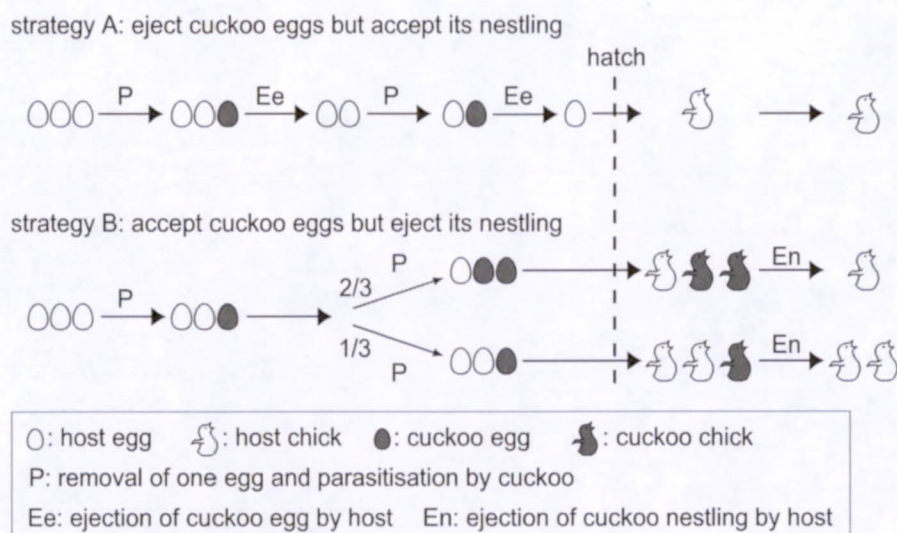 strategy A: eject cuckoo eggs but accept its nestling
hatch
P Ee P Ee
strategy B: accept cuckoo eggs but eject its nestling
P En
2/3
P
1/3
P En
: host egg : host chick : cuckoo egg : cuckoo chick
P: removal of one egg and parasitisation by cuckoo
Ee: ejection of cuckoo egg by host En: ejection of cuckoo nestling by host